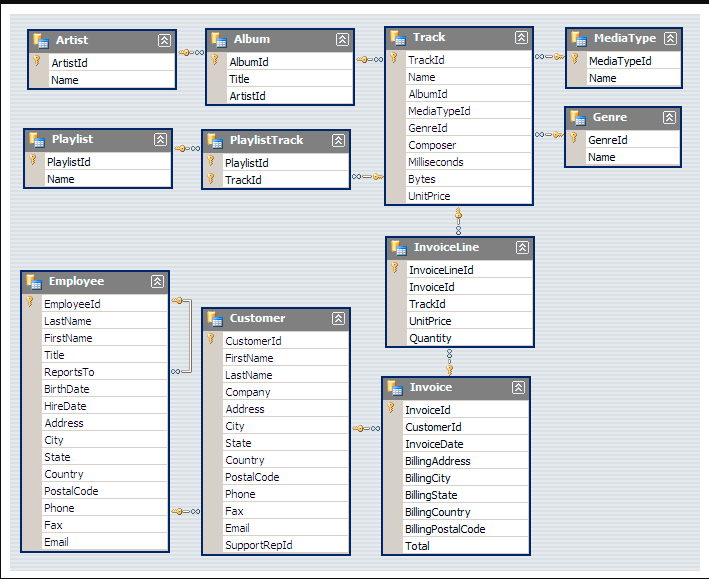 Artist
ArtistId
Name
Album
AlbumId
Title
ArtistId
Track
TrackId
Name
AlbumId
MediaTypeId
GenreId
Composer
Milliseconds
Bytes
UnitPrice
MediaType
MediaTypeId
Name
Genre
GenreId
Name
Playlist
PlaylistId
Name
PlaylistTrack
PlaylistId
TrackId
InvoiceLine
InvoiceLineId
InvoiceId
TrackId
UnitPrice
Quantity
Employee
EmployeeId
LastName
FirstName
Title
ReportsTo
BirthDate
HireDate
Address
City
State
Country
PostalCode
Phone
Fax
Email
Customer
CustomerId
FirstName
LastName
Company
Address
City
State
Country
PostalCode
Phone
Fax
Email
SupportRepId
Invoice
InvoiceId
CustomerId
InvoiceDate
BillingAddress
BillingCity
BillingState
BillingCountry
BillingPostalCode
Total